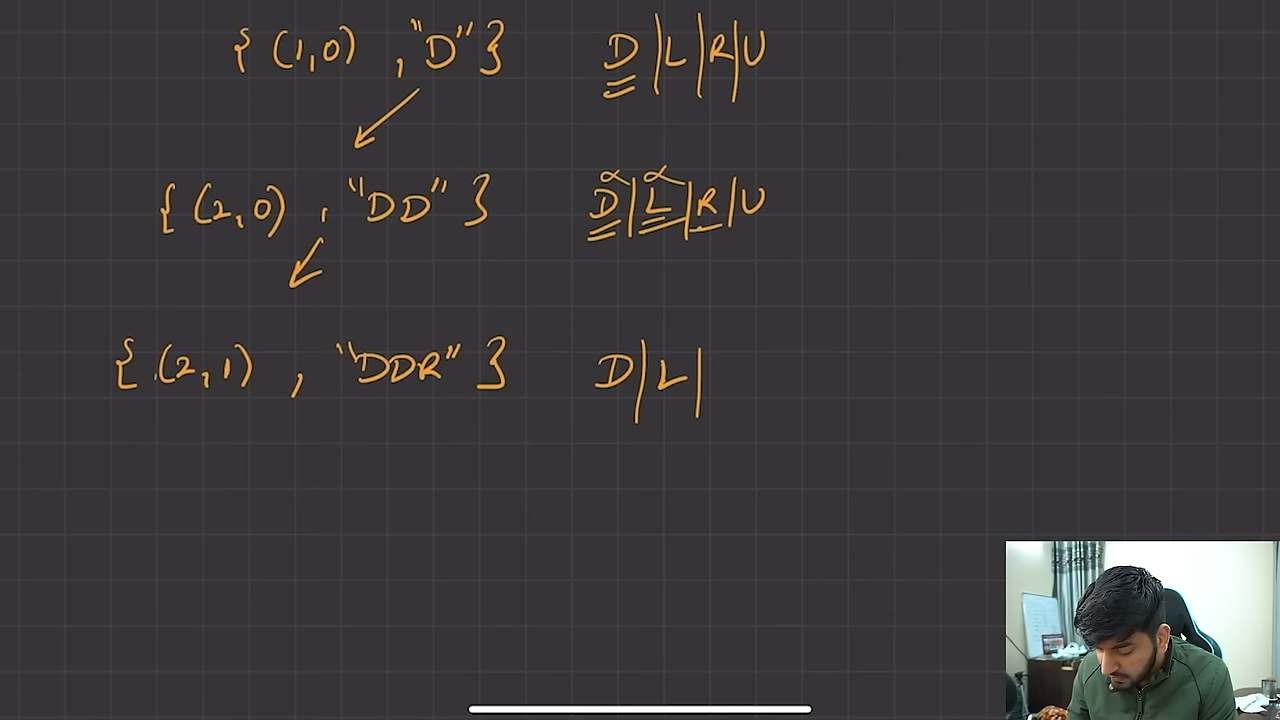 { (1,0) , "D" } D | L | R | U
{ (2,0) , "DD" } D | L | R | U
{ (2,1) , "DDR" } D | L |